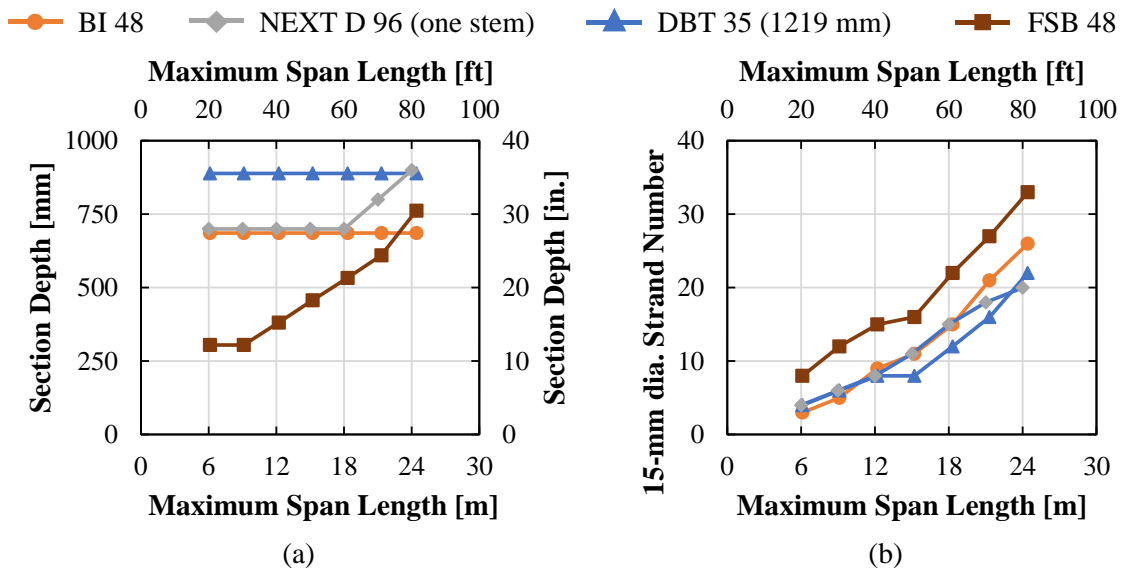 BI 48 NEXT D 96 (one stem) DBT 35 (1219 mm) FSB 48
Maximum Span Length [ft]
0 20 40 60 80 100
Section Depth [mm]
1000
750
500
250
0
40
30
20
10
0
Section Depth [in.]
0 6 12 18 24 30
Maximum Span Length [m]
(a)
Maximum Span Length [ft]
0 20 40 60 80 100
15-mm dia. Strand Number
40
30
20
10
0
0 6 12 18 24 30
Maximum Span Length [m]
(b)